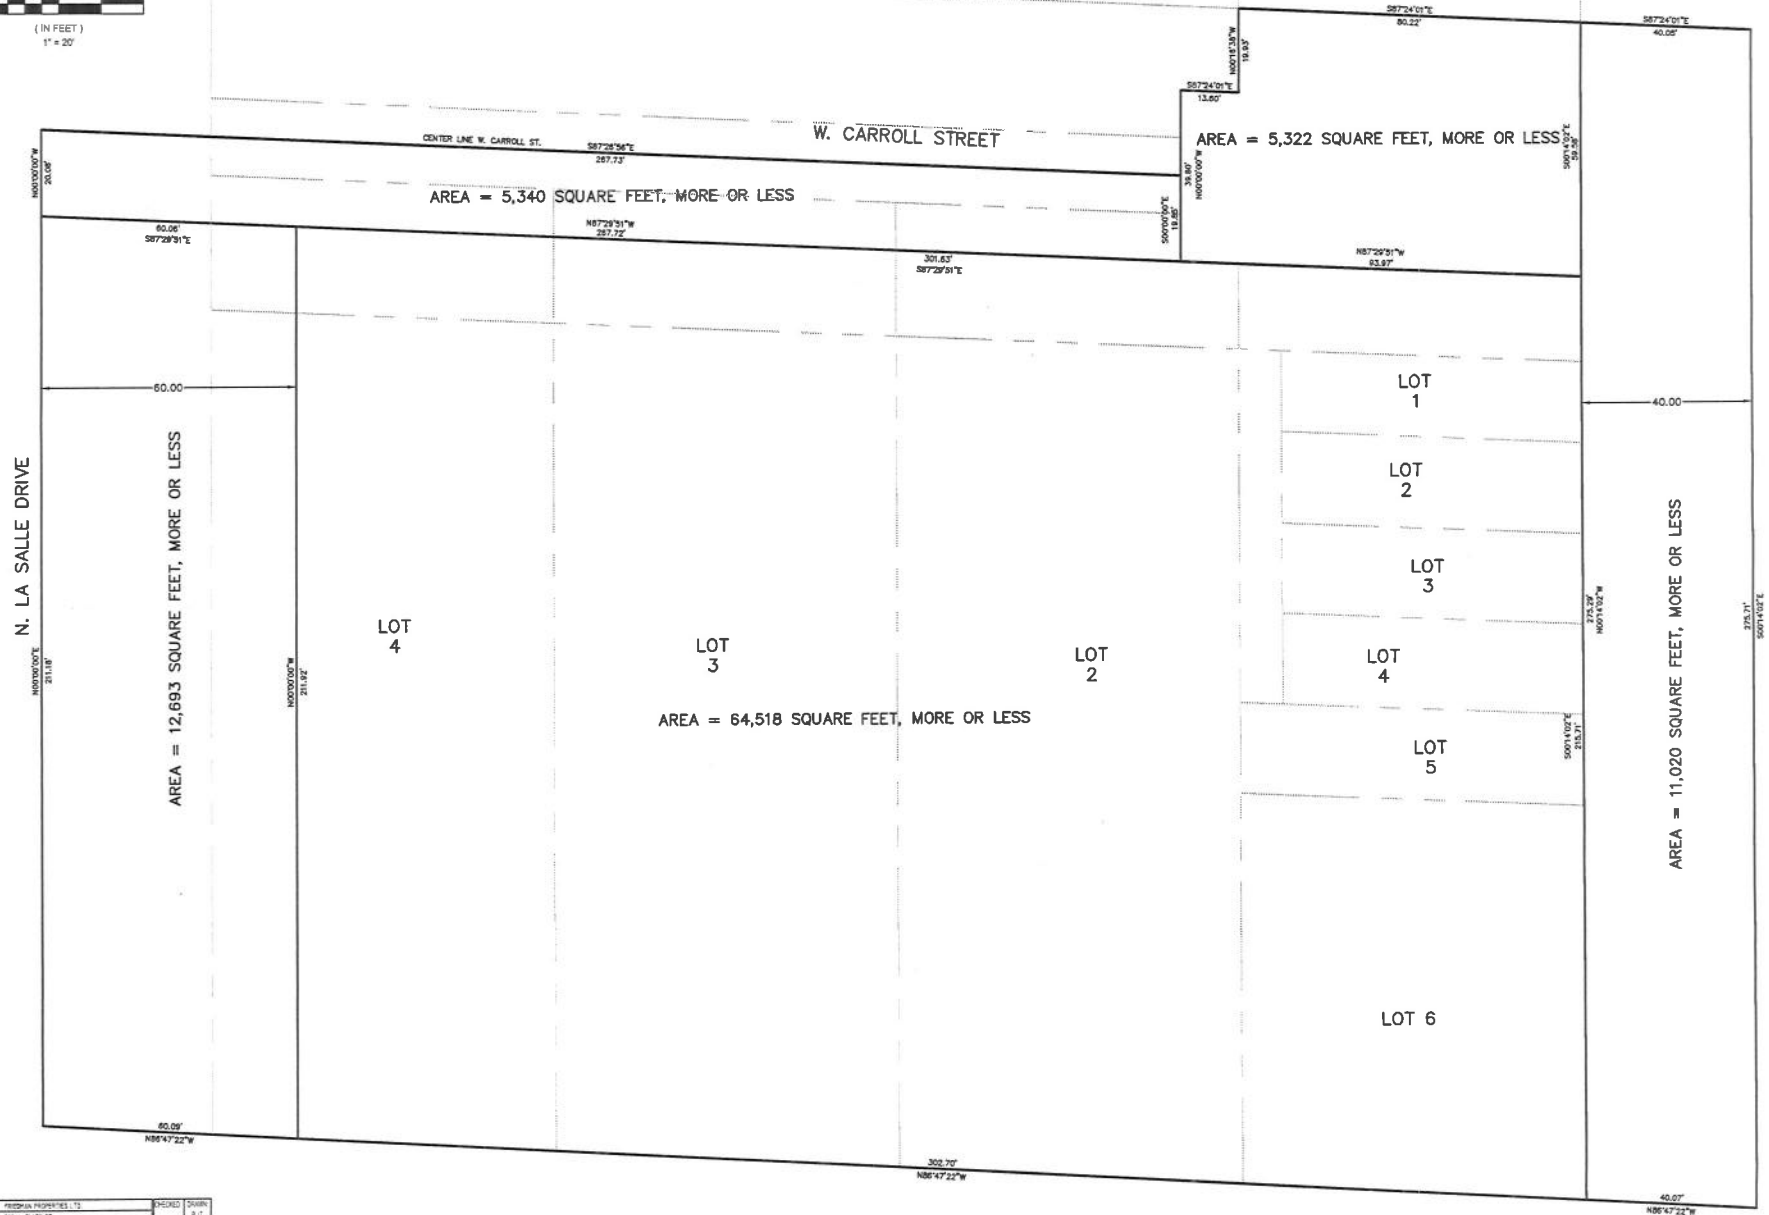 ( IN FEET )
1" = 20'
S87°24'01"E
80.22'
S87°24'01"E
40.05'
N00°16'38"W
19.93'
S87°24'01"E
13.60'
W. CARROLL STREET
CENTER LINE W. CARROLL ST.
S87°28'56"E
267.73'
AREA = 5,322 SQUARE FEET, MORE OR LESS
S00°14'02"E
59.58'
N00°00'00"W
20.08'
39.80'
N00°00'00"W
AREA = 5,340 SQUARE FEET, MORE OR LESS
S00°00'00"E
19.85'
60.06'
S87°29'51"E
N87°29'51"W
267.72'
301.63'
S87°29'51"E
N87°29'51"W
93.97'
60.00
40.00
LOT
1
LOT
2
LOT
3
LOT
4
LOT
5
LOT 6
N. LA SALLE DRIVE
N00°00'00"E
211.18'
AREA = 12,693 SQUARE FEET, MORE OR LESS
N00°00'00"W
211.92'
LOT
4
LOT
3
LOT
2
AREA = 64,518 SQUARE FEET, MORE OR LESS
S00°14'02"E
215.71'
275.29'
N00°14'02"W
AREA = 11,020 SQUARE FEET, MORE OR LESS
275.71'
S00°14'02"E
60.09'
N86°47'22"W
302.70'
N86°47'22"W
40.07'
N86°47'22"W
FRIEDMAN PROPERTIES LTD
CHECKED
DRAWN